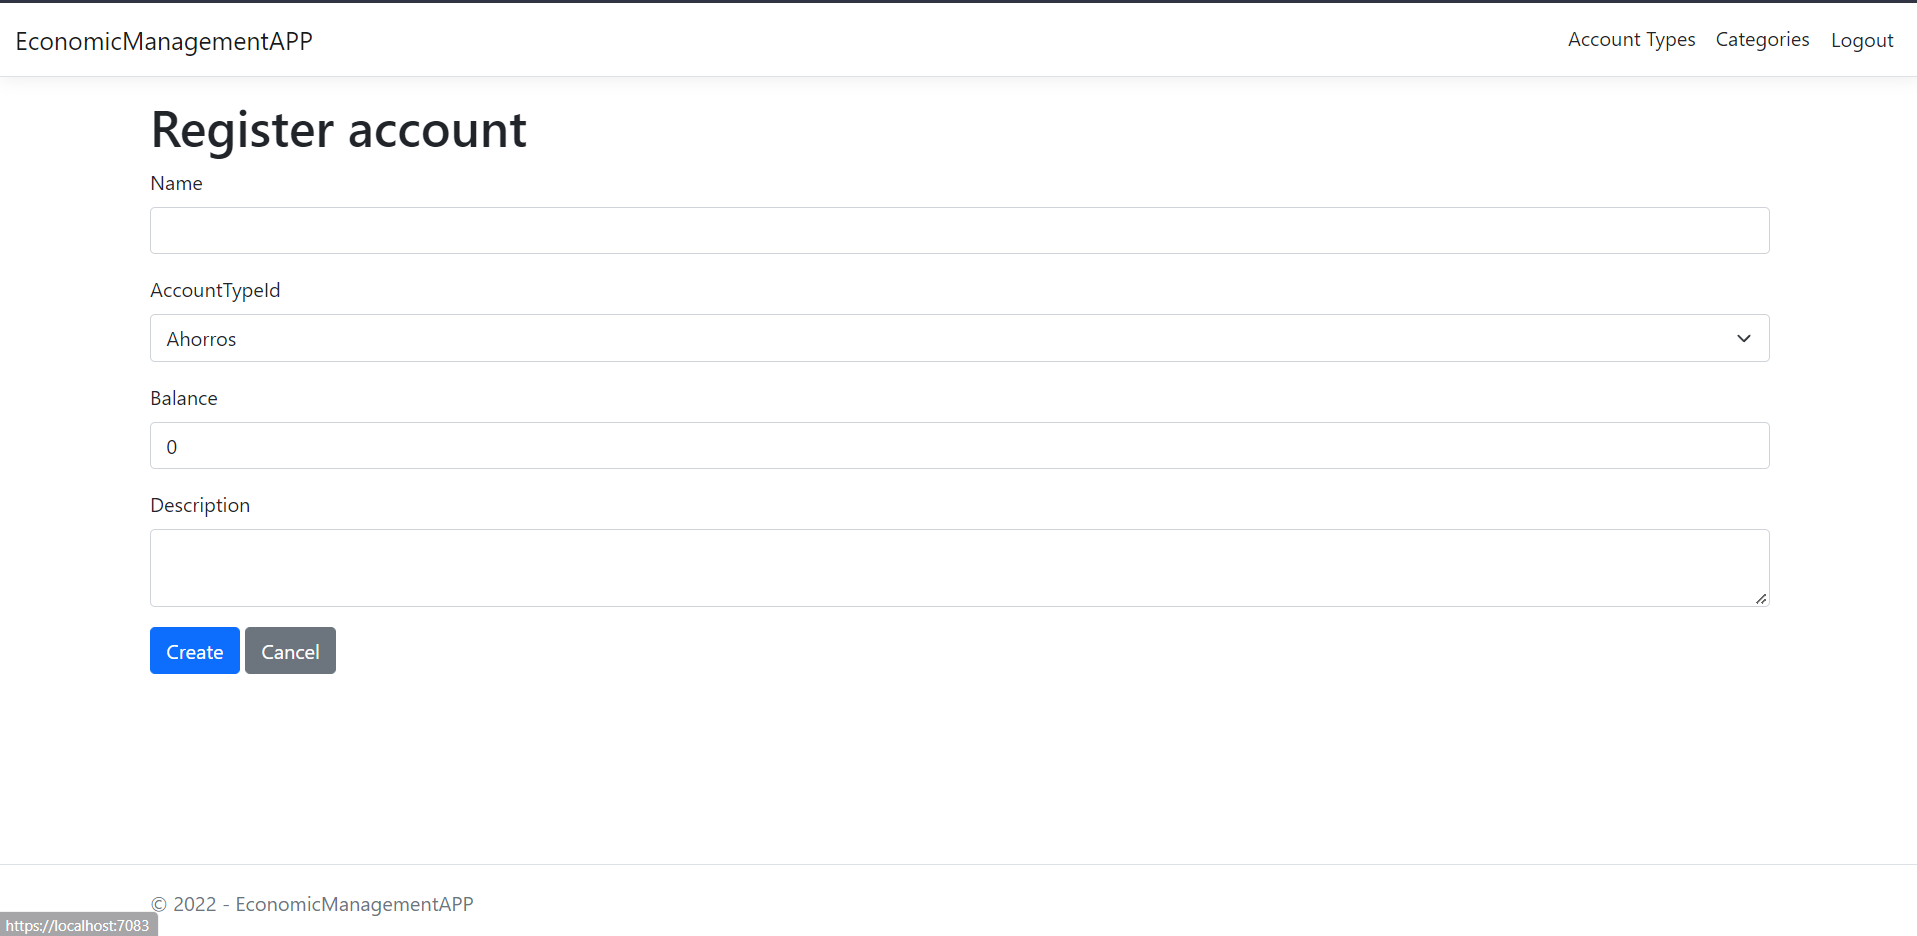 EconomicManagementAPP
Account Types Categories Logout
Register account
Name
AccountTypeId
Ahorros
Balance
0
Description
Create Cancel
© 2022 - EconomicManagementAPP
https://localhost:7083